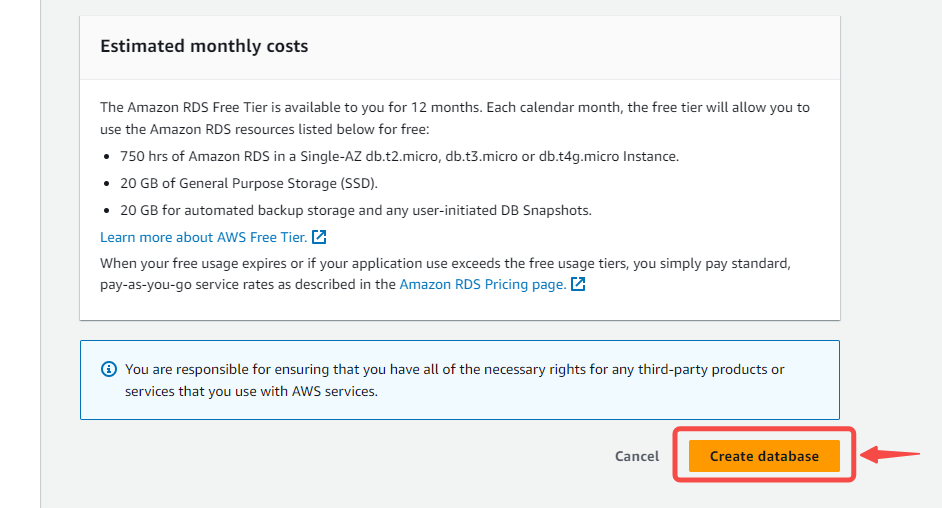 Estimated monthly costs
The Amazon RDS Free Tier is available to you for 12 months. Each calendar month, the free tier will allow you to
use the Amazon RDS resources listed below for free:
• 750 hrs of Amazon RDS in a Single-AZ db.t2.micro, db.t3.micro or db.t4g.micro Instance.
• 20 GB of General Purpose Storage (SSD).
• 20 GB for automated backup storage and any user-initiated DB Snapshots.
Learn more about AWS Free Tier.
When your free usage expires or if your application use exceeds the free usage tiers, you simply pay standard,
pay-as-you-go service rates as described in the Amazon RDS Pricing page.
You are responsible for ensuring that you have all of the necessary rights for any third-party products or
services that you use with AWS services.
Cancel Create database